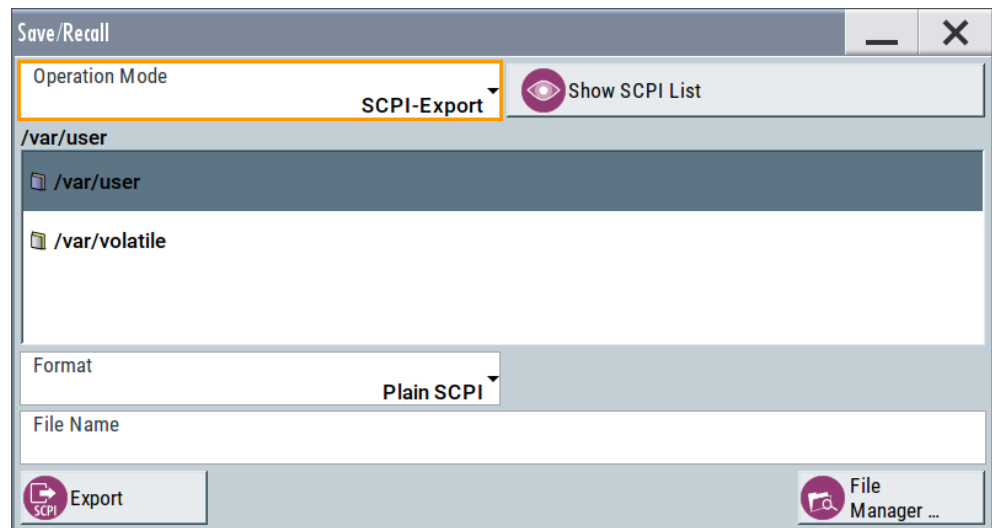 Save/Recall
Operation Mode
SCPI-Export
Show SCPI List
/var/user
/var/user
/var/volatile
Format
Plain SCPI
File Name
SCPI
Export
File
Manager ...